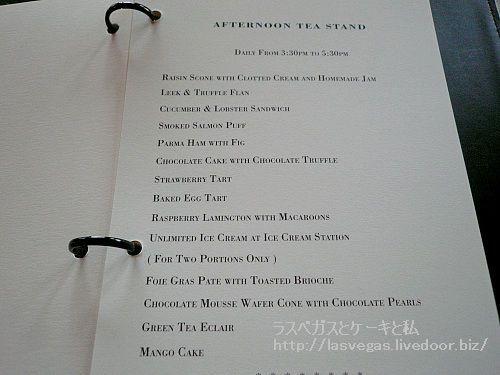 AFTERNOON TEA STAND
DAILY FROM 3:30PM TO 5:30PM
RAISIN SCONE WITH CLOTTED CREAM AND HOMEMADE JAM
LEEK & TRUFFLE FLAN
CUCUMBER & LOBSTER SANDWICH
SMOKED SALMON PUFF
PARMA HAM WITH FIG
CHOCOLATE CAKE WITH CHOCOLATE TRUFFLE
STRAWBERRY TART
BAKED EGG TART
RASPBERRY LAMINGTON WITH MACAROONS
UNLIMITED ICE CREAM AT ICE CREAM STATION
( FOR TWO PORTIONS ONLY )
FOIE GRAS PATE WITH TOASTED BRIOCHE
CHOCOLATE MOUSSE WAFER CONE WITH CHOCOLATE PEARLS
GREEN TEA ECLAIR
MANGO CAKE
* * * * * * * *
ラスベガスとケーキと私
http://lasvegas.livedoor.biz/